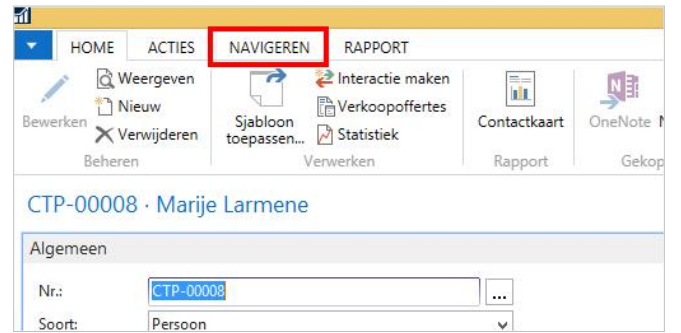 HOME ACTIES NAVIGEREN RAPPORT
Weergeven
Nieuw
Verwijderen
Bewerken
Beheren
Sjabloon
toepassen...
Interactie maken
Verkoopoffertes
Statistiek
Verwerken
Contactkaart
Rapport
OneNote
Gekop
CTP-00008 · Marije Larmene
Algemeen
Nr.: CTP-00008 ...
Soort: Persoon